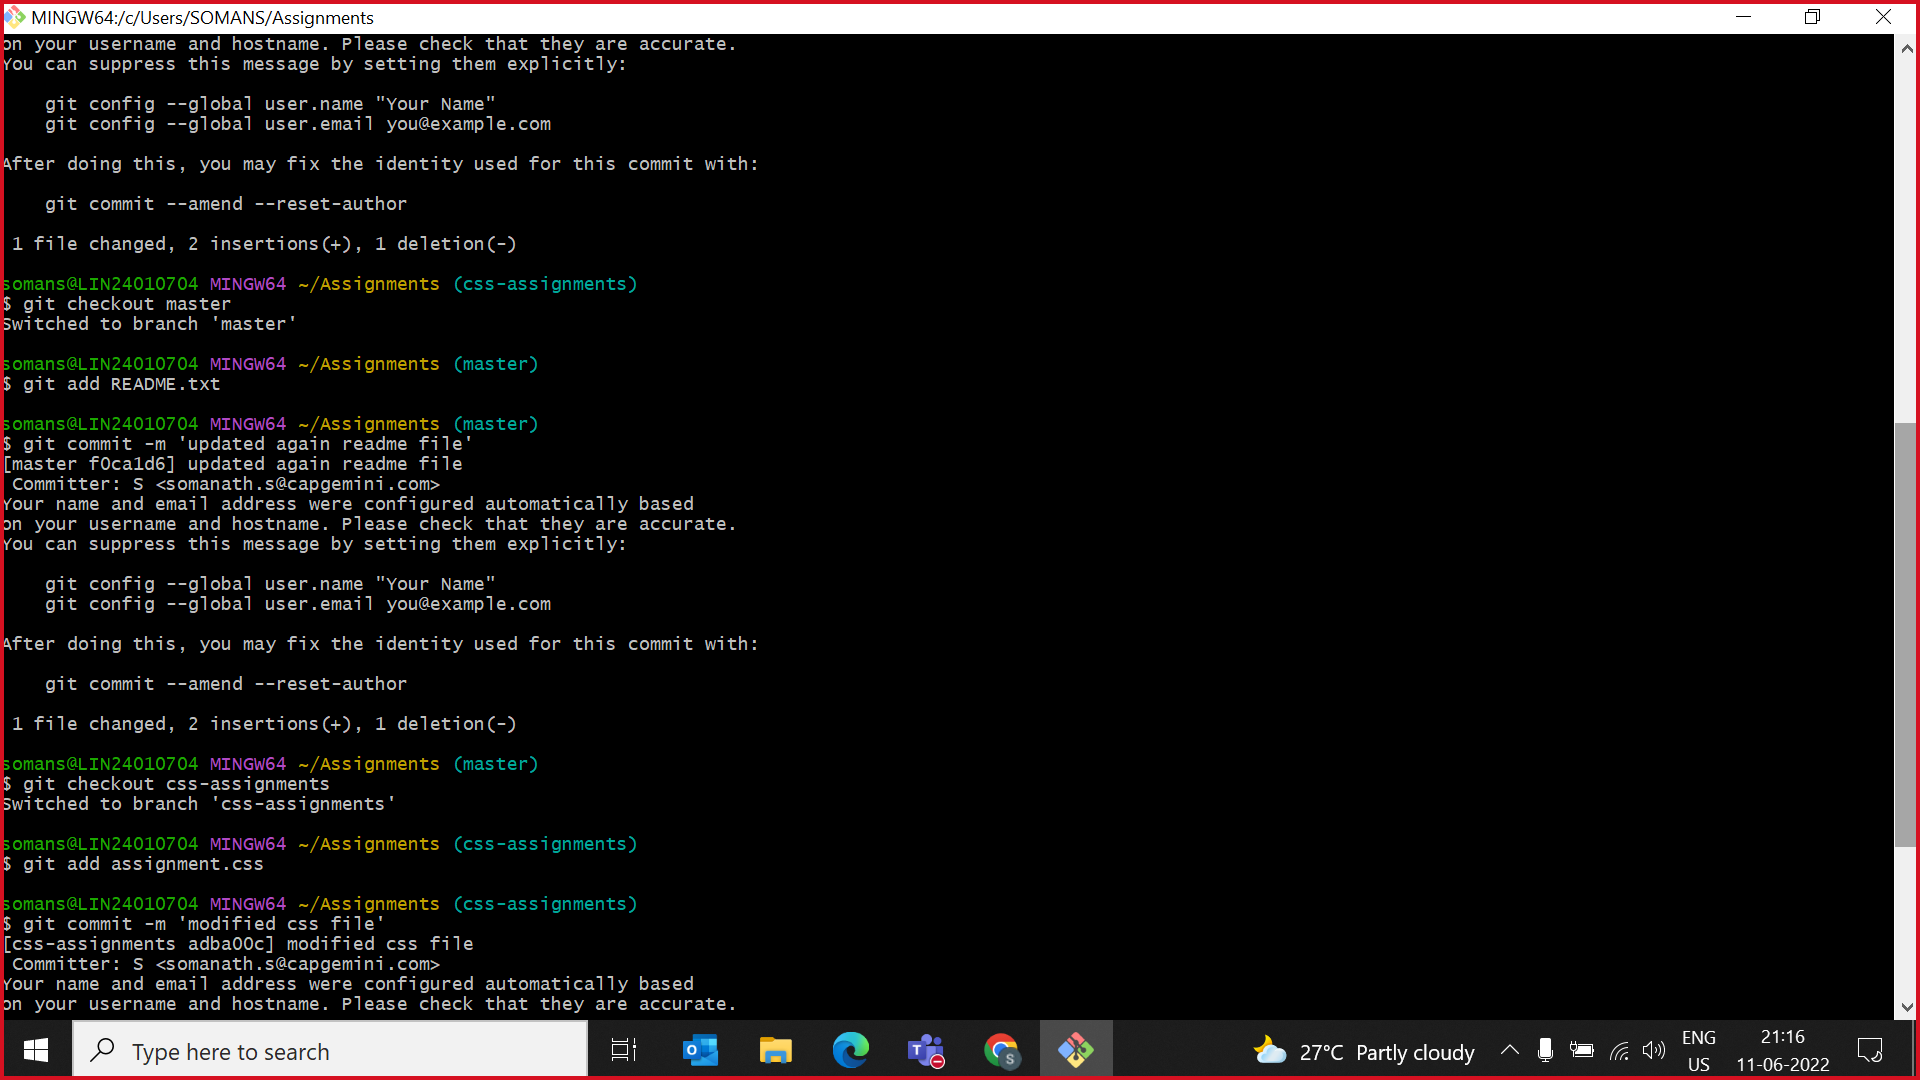 MINGW64:/c/Users/SOMANS/Assignments
on your username and hostname. Please check that they are accurate.
You can suppress this message by setting them explicitly:
git config --global user.name "Your Name"
git config --global user.email you@example.com
After doing this, you may fix the identity used for this commit with:
git commit --amend --reset-author
1 file changed, 2 insertions(+), 1 deletion(-)
somans@LIN24010704 MINGW64 ~/Assignments (css-assignments)
$ git checkout master
Switched to branch 'master'
somans@LIN24010704 MINGW64 ~/Assignments (master)
$ git add README.txt
somans@LIN24010704 MINGW64 ~/Assignments (master)
$ git commit -m 'updated again readme file'
[master f0ca1d6] updated again readme file
Committer: S <somanath.s@capgemini.com>
Your name and email address were configured automatically based
on your username and hostname. Please check that they are accurate.
You can suppress this message by setting them explicitly:
git config --global user.name "Your Name"
git config --global user.email you@example.com
After doing this, you may fix the identity used for this commit with:
git commit --amend --reset-author
1 file changed, 2 insertions(+), 1 deletion(-)
somans@LIN24010704 MINGW64 ~/Assignments (master)
$ git checkout css-assignments
Switched to branch 'css-assignments'
somans@LIN24010704 MINGW64 ~/Assignments (css-assignments)
$ git add assignment.css
somans@LIN24010704 MINGW64 ~/Assignments (css-assignments)
$ git commit -m 'modified css file'
[css-assignments adba00c] modified css file
Committer: S <somanath.s@capgemini.com>
Your name and email address were configured automatically based
on your username and hostname. Please check that they are accurate.
Type here to search
27°C Partly cloudy
ENG
US
21:16
11-06-2022